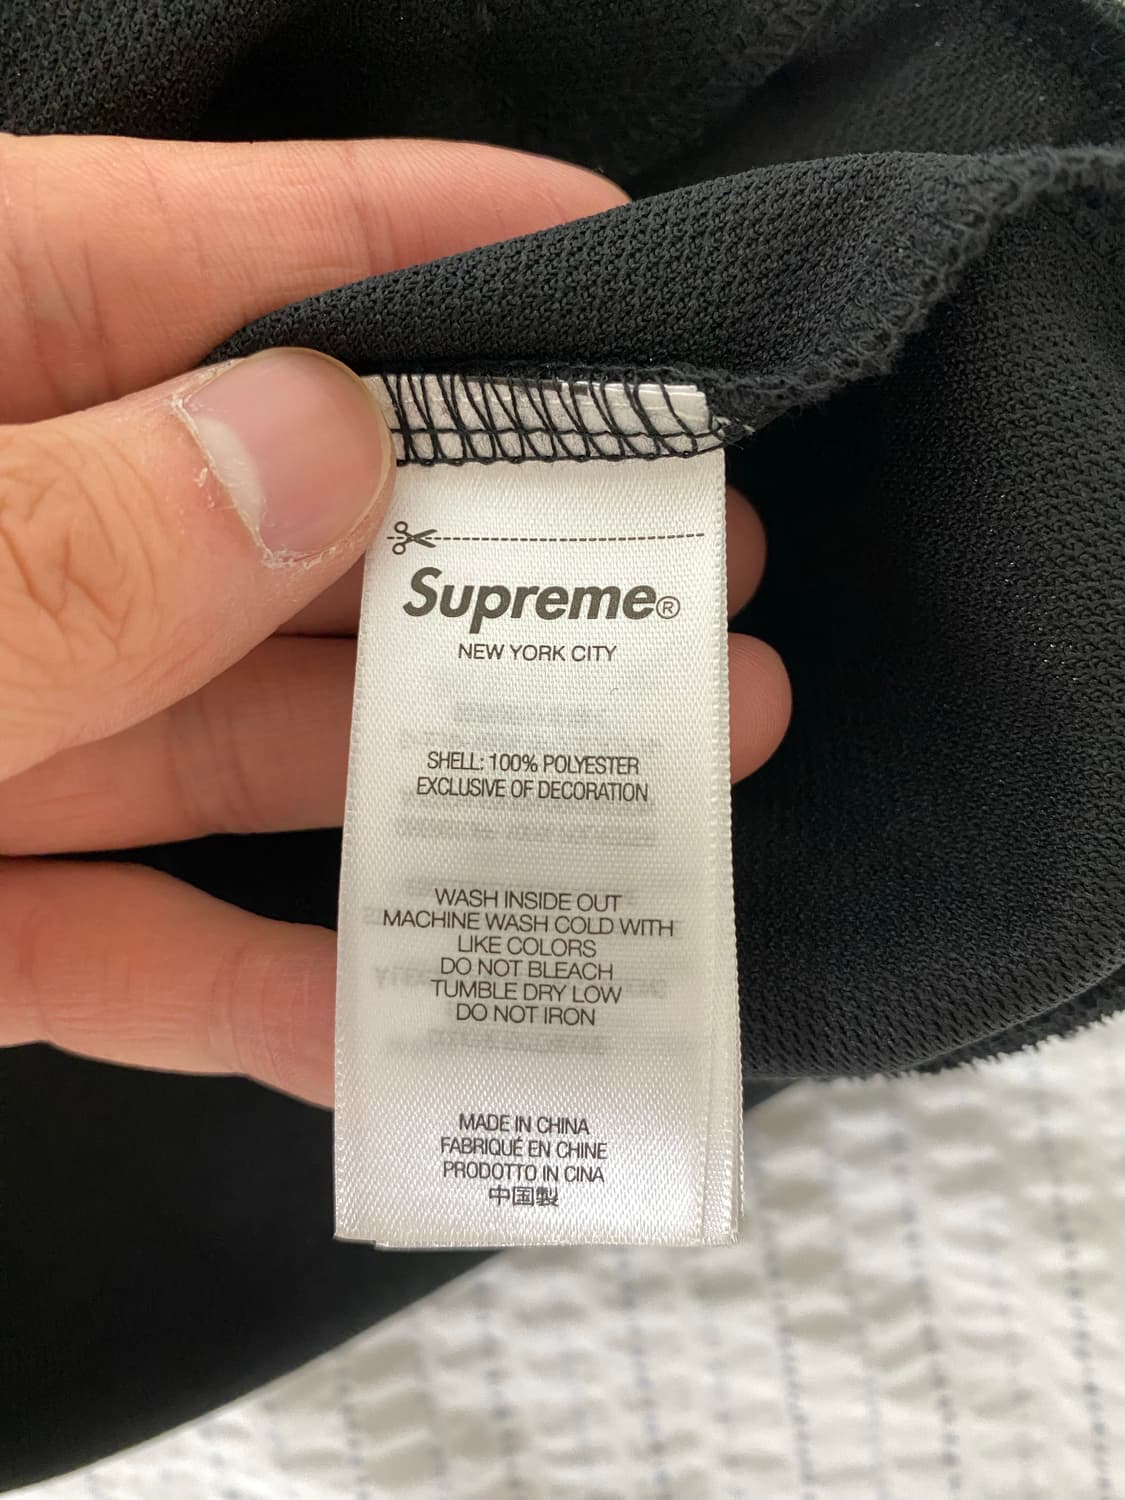 Supreme®
NEW YORK CITY
SHELL: 100% POLYESTER
EXCLUSIVE OF DECORATION
WASH INSIDE OUT
MACHINE WASH COLD WITH
LIKE COLORS
DO NOT BLEACH
TUMBLE DRY LOW
DO NOT IRON
MADE IN CHINA
FABRIQUÉ EN CHINE
PRODOTTO IN CINA
中国製